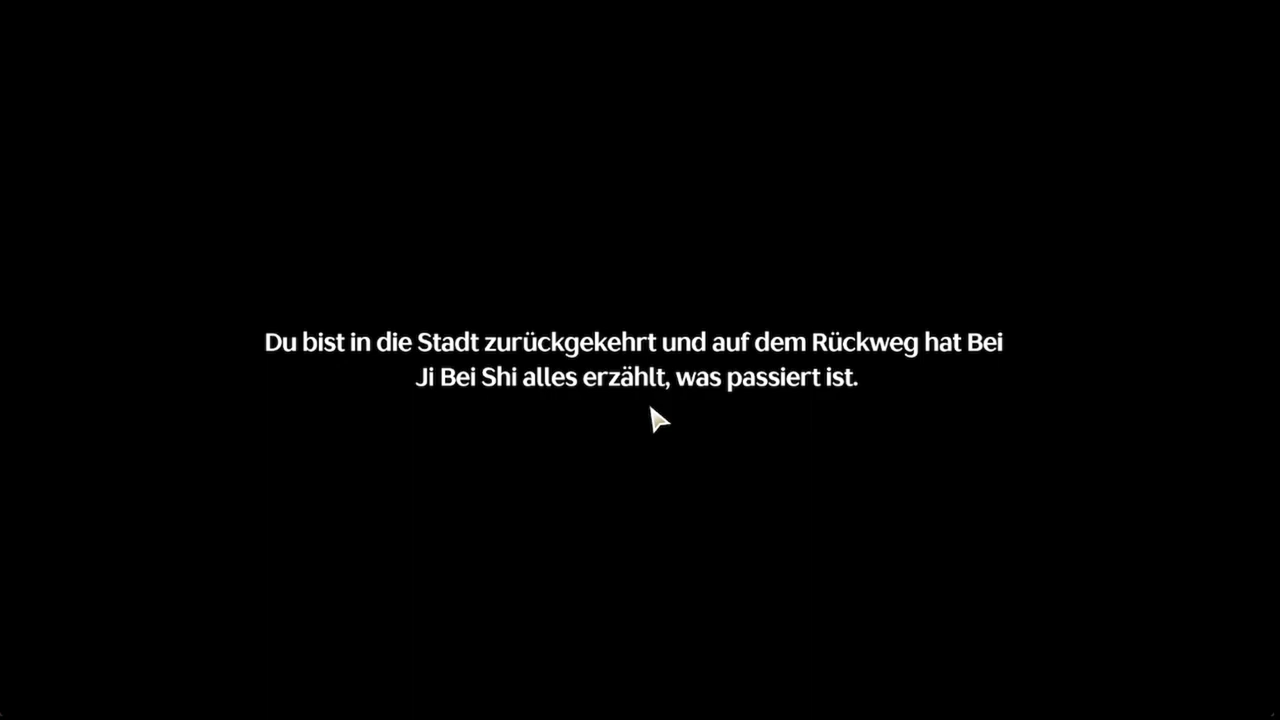 Du bist in die Stadt zurückgekehrt und auf dem Rückweg hat Bei
Ji Bei Shi alles erzählt, was passiert ist.